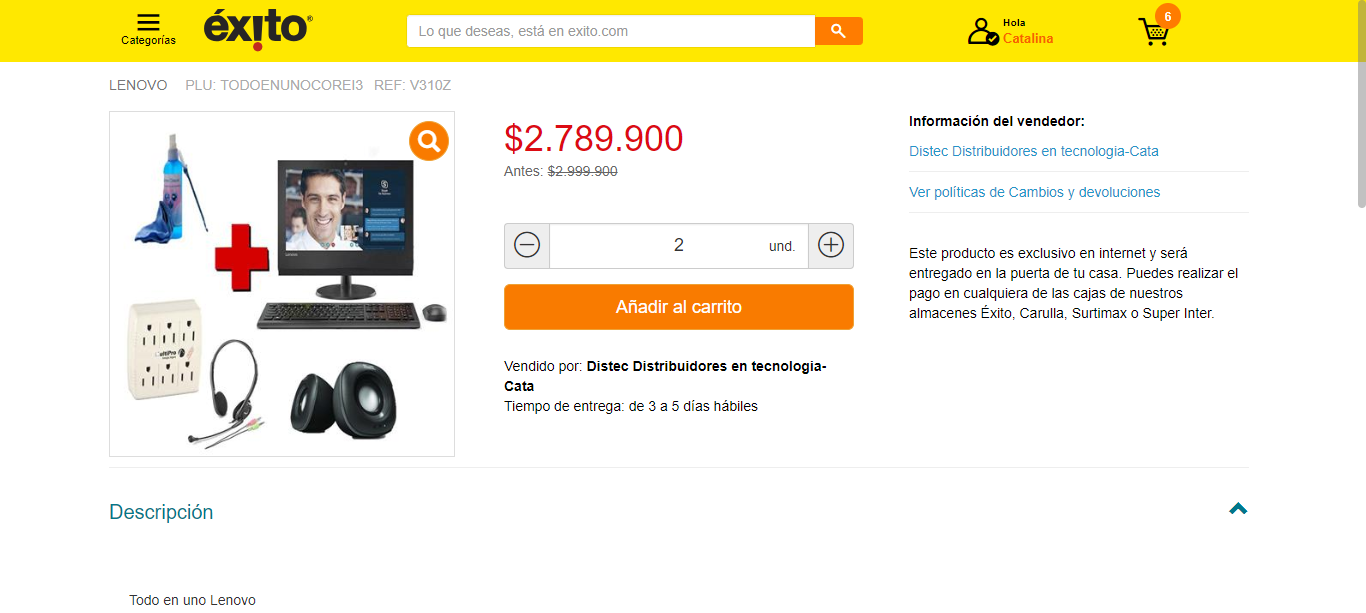 Categorías
éxito®
Lo que deseas, está en exito.com
Hola
Catalina
6
LENOVO PLU: TODOENUNOCOREI3 REF: V310Z
$2.789.900
Antes: $2.999.900
2 und.
Añadir al carrito
Vendido por: Distec Distribuidores en tecnologia-
Cata
Tiempo de entrega: de 3 a 5 días hábiles
Información del vendedor:
Distec Distribuidores en tecnologia-Cata
Ver políticas de Cambios y devoluciones
Este producto es exclusivo en internet y será
entregado en la puerta de tu casa. Puedes realizar el
pago en cualquiera de las cajas de nuestros
almacenes Éxito, Carulla, Surtimax o Super Inter.
Descripción
Todo en uno Lenovo